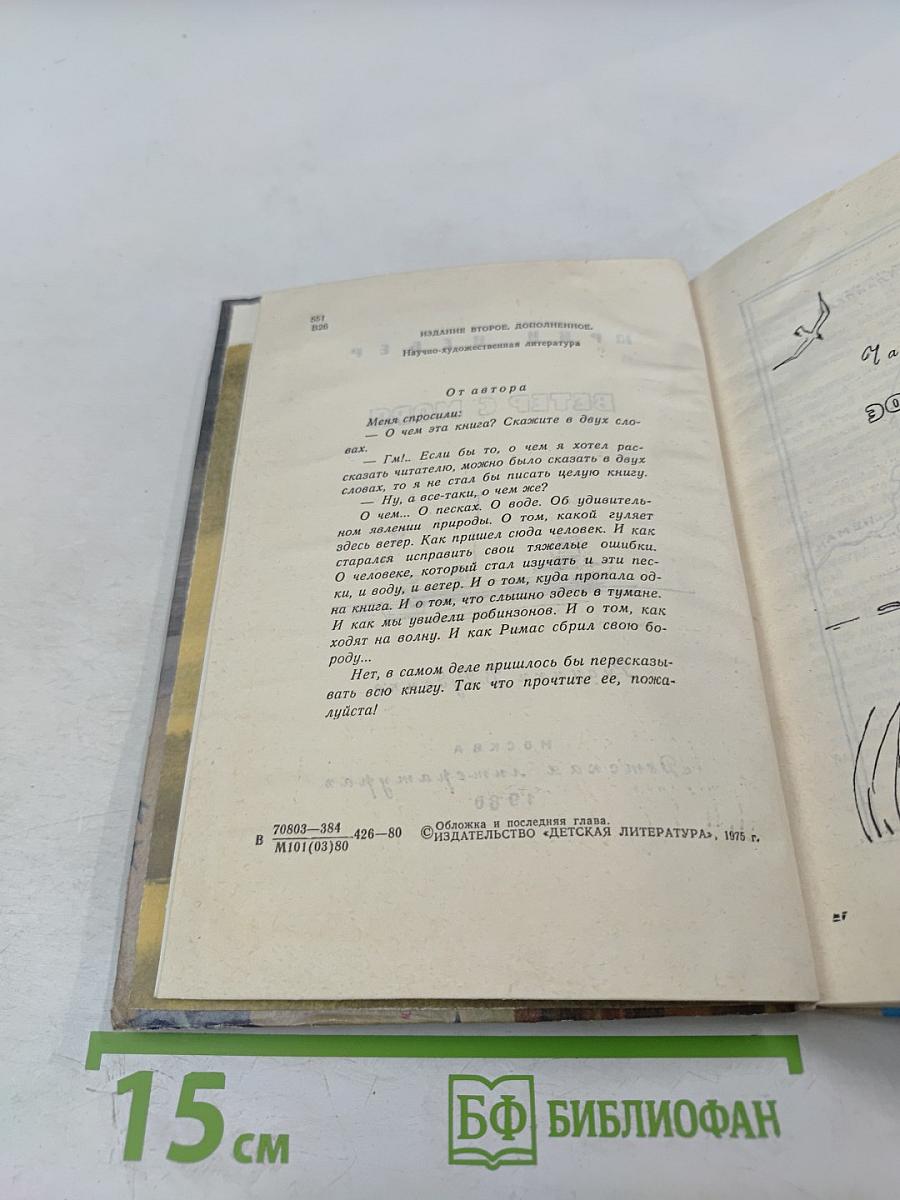 551
В26
ИЗДАНИЕ ВТОРОЕ, ДОПОЛНЕННОЕ.
Научно-художественная литература
От автора
Меня спросили:
— О чем эта книга? Скажите в двух сло-
вах.
— Гм!.. Если бы то, о чем я хотел рас-
сказать читателю, можно было сказать в двух
словах, то я не стал бы писать целую книгу.
— Ну, а все-таки, о чем же?
О чем... О песках. О воде. Об удивитель-
ном явлении природы. О том, какой гуляет
здесь ветер. Как пришел сюда человек. И как
старался исправить свои тяжелые ошибки.
О человеке, который стал изучать и эти пес-
ки, и воду, и ветер. И о том, куда пропала од-
на книга. И о том, что слышно здесь в тумане.
И как мы увидели робинзонов. И о том, как
ходят на волну. И как Римас сбрил свою бо-
роду...
Нет, в самом деле пришлось бы пересказы-
вать всю книгу. Так что прочтите ее, пожа-
луйста!
МОСКВА
«Детская литература»
1980
В 70803—384 / М101(03)80 426—80
Обложка и последняя глава.
© ИЗДАТЕЛЬСТВО «ДЕТСКАЯ ЛИТЕРАТУРА», 1975 г.
Ча
15 см
БФ БИБЛИОФАН